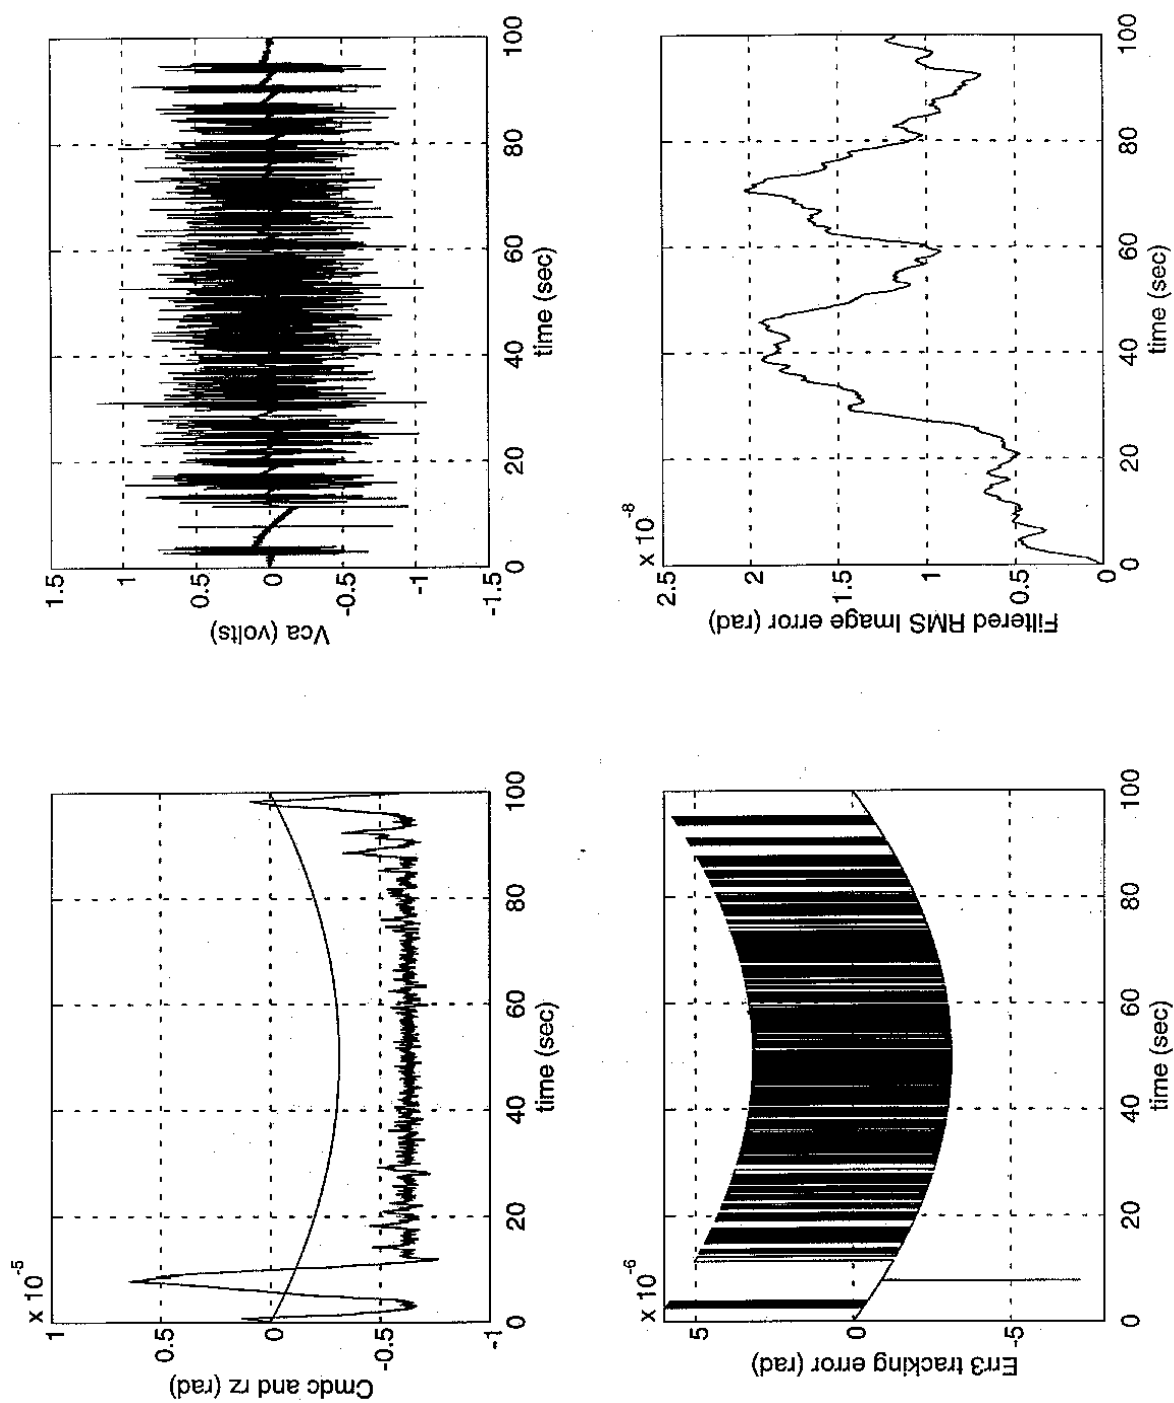 x 10^-5
1
0.5
0
-0.5
-1
0 20 40 60 80 100
time (sec)
Cmdc and rz (rad)
1.5
1
0.5
0
-0.5
-1
-1.5
0 20 40 60 80 100
time (sec)
Vca (volts)
x 10^-6
5
0
-5
0 20 40 60 80 100
time (sec)
Err3 tracking error (rad)
x 10^-8
2.5
2
1.5
1
0.5
0
0 20 40 60 80 100
time (sec)
Filtered RMS Image error (rad)